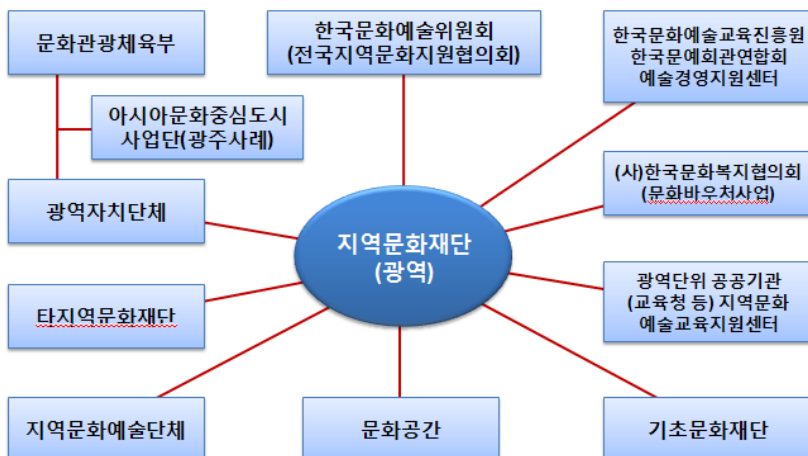 문화관광체육부
한국문화예술위원회
(전국지역문화지원협의회)
한국문화예술교육진흥원
한국문예회관연합회
예술경영지원센터
아시아문화중심도시
사업단(광주사례)
(사)한국문화복지협의회
(문화바우처사업)
광역자치단체
지역문화재단
(광역)
타지역문화재단
광역단위 공공기관
(교육청 등) 지역문화
예술교육지원센터
지역문화예술단체
문화공간
기초문화재단